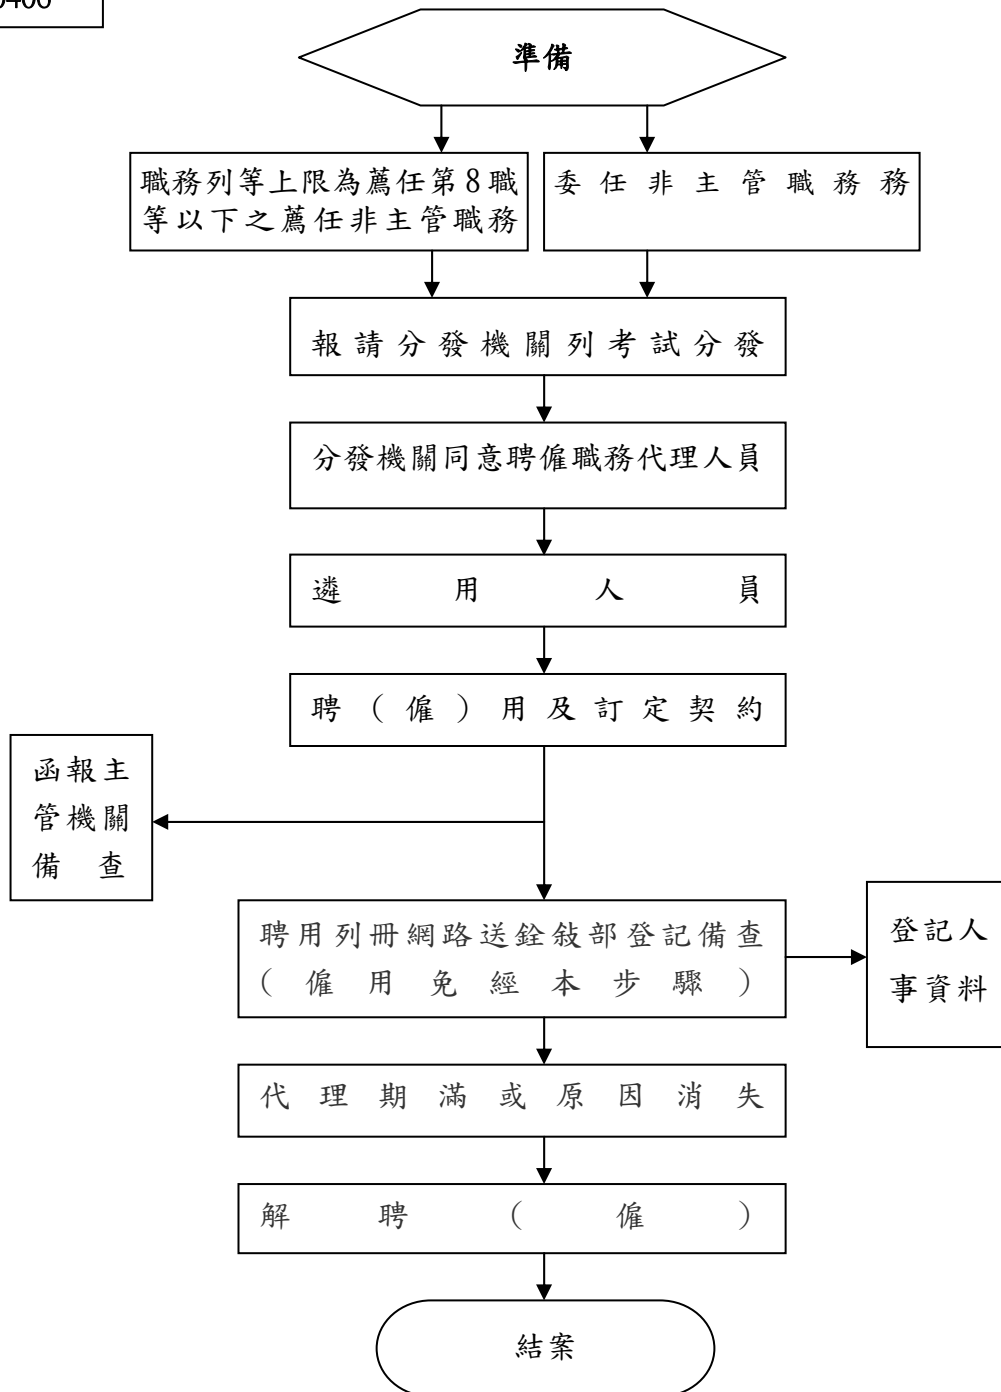 準備
職務列等上限為薦任第8職
等以下之薦任非主管職務
委任非主管職務務
報請分發機關列考試分發
分發機關同意聘僱職務代理人員
遴用人員
聘（僱）用及訂定契約
函報主
管機關
備查
聘用列冊網路送銓敍部登記備查
（僱用免經本步驟）
登記人
事資料
代理期滿或原因消失
解聘（僱）
結案